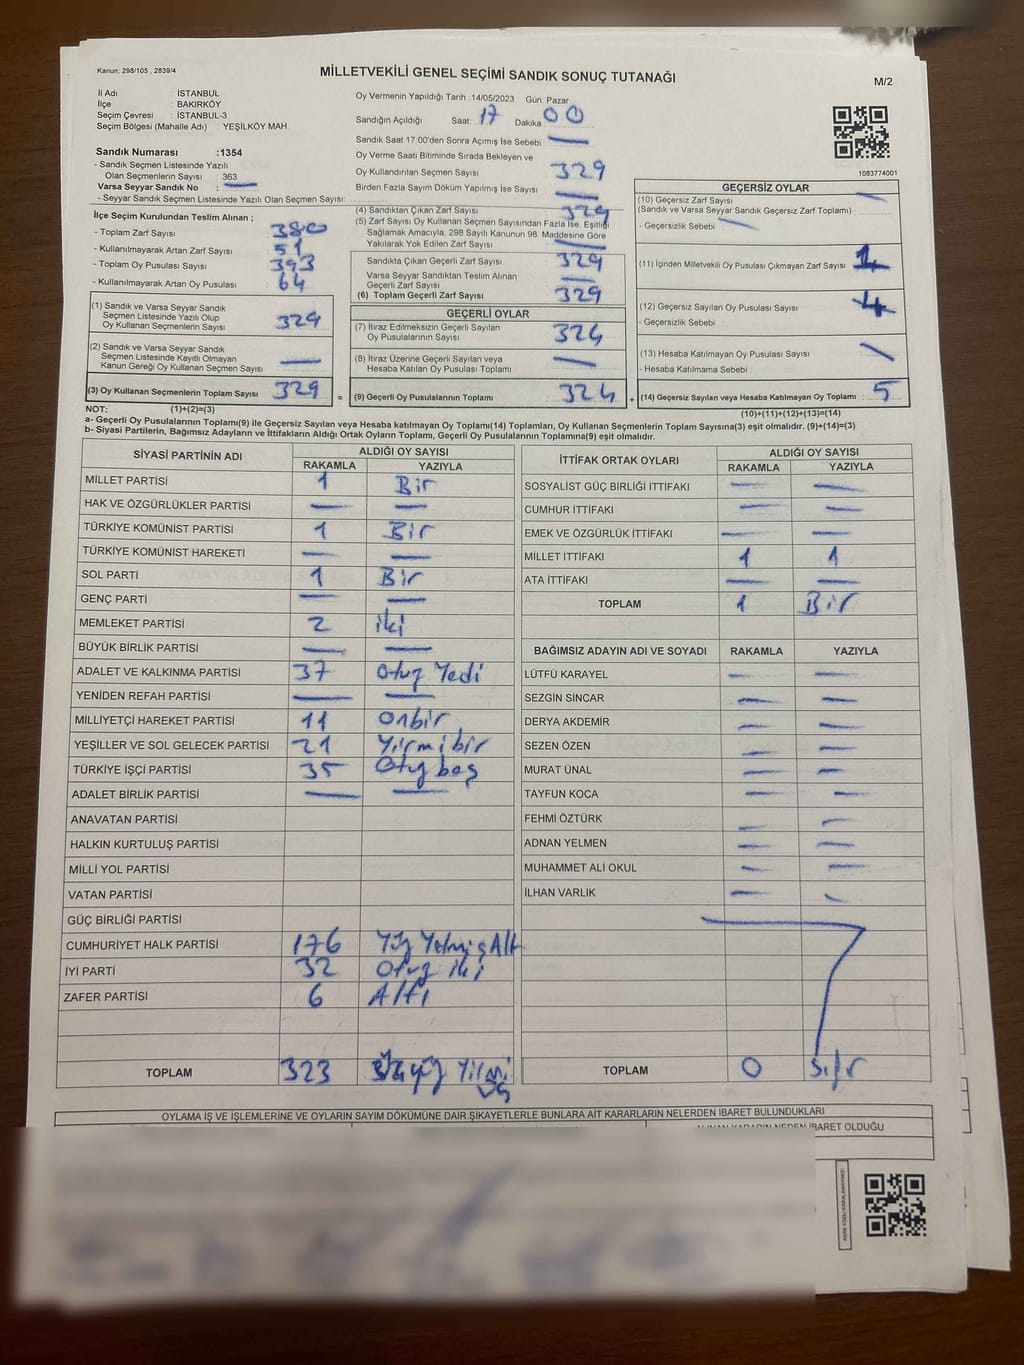 Kanun; 298/105 , 2839/4
MİLLETVEKİLİ GENEL SEÇİMİ SANDIK SONUÇ TUTANAĞI
M/2
İl Adı : İSTANBUL
İlçe : BAKIRKÖY
Seçim Çevresi : İSTANBUL-3
Seçim Bölgesi (Mahalle Adı) : YEŞİLKÖY MAH.
Oy Vermenin Yapıldığı Tarih :14/05/2023 Gün: Pazar
Sandığın Açıldığı Saat: 17 Dakika 00
Sandık Saat 17.00'den Sonra Açımış İse Sebebi —
Oy Verme Saati Bitiminde Sırada Bekleyen ve
Oy Kullandırılan Seçmen Sayısı 329
Birden Fazla Sayım Döküm Yapılmış İse Sayısı —
1083774001
Sandık Numarası :1354
- Sandık Seçmen Listesinde Yazılı
Olan Seçmenlerin Sayısı : 363
Varsa Seyyar Sandık No : —
- Seyyar Sandık Seçmen Listesinde Yazılı Olan Seçmen Sayısı:
İlçe Seçim Kurulundan Teslim Alınan ;
- Toplam Zarf Sayısı : 380
- Kullanılmayarak Artan Zarf Sayısı : 51
- Toplam Oy Pusulası Sayısı : 393
- Kullanılmayarak Artan Oy Pusulası : 64
(1) Sandık ve Varsa Seyyar Sandık
Seçmen Listesinde Yazılı Olup
Oy Kullanan Seçmenlerin Sayısı : 329
(2) Sandık ve Varsa Seyyar Sandık
Seçmen Listesinde Kayıtlı Olmayan
Kanun Gereği Oy Kullanan Seçmen Sayısı : —
(3) Oy Kullanan Seçmenlerin Toplam Sayısı : 329
(4) Sandıktan Çıkan Zarf Sayısı 329
(5) Zarf Sayısı Oy Kullanan Seçmen Sayısından Fazla İse, Eşitliği
Sağlamak Amacıyla, 298 Sayılı Kanunun 98. Maddesine Göre
Yakılarak Yok Edilen Zarf Sayısı —
Sandıkta Çıkan Geçerli Zarf Sayısı 329
Varsa Seyyar Sandıktan Teslim Alınan
Geçerli Zarf Sayısı
(6) Toplam Geçerli Zarf Sayısı 329
GEÇERLİ OYLAR
(7) İtiraz Edilmeksizin Geçerli Sayılan
Oy Pusulalarının Sayısı : 324
(8) İtiraz Üzerine Geçerli Sayılan veya
Hesaba Katılan Oy Pusulası Toplamı : —
= (9) Geçerli Oy Pusulalarının Toplamı : 324
GEÇERSİZ OYLAR
(10) Geçersiz Zarf Sayısı
(Sandık ve Varsa Seyyar Sandık Geçersiz Zarf Toplamı) : —
- Geçersizlik Sebebi : —
(11) İçinden Milletvekili Oy Pusulası Çıkmayan Zarf Sayısı : 1
(12) Geçersiz Sayılan Oy Pusulası Sayısı : 4
- Geçersizlik Sebebi :
(13) Hesaba Katılmayan Oy Pusulası Sayısı : —
- Hesaba Katılmama Sebebi :
+ (14) Geçersiz Sayılan veya Hesaba Katılmayan Oy Toplamı : 5
NOT: (1)+(2)=(3)
(10)+(11)+(12)+(13)=(14)
a- Geçerli Oy Pusulalarının Toplamı(9) ile Geçersiz Sayılan veya Hesaba katılmayan Oy Toplamı(14) Toplamları, Oy Kullanan Seçmenlerin Toplam Sayısına(3) eşit olmalıdır. (9)+(14)=(3)
b- Siyasi Partilerin, Bağımsız Adayların ve İttifakların Aldığı Ortak Oyların Toplamı, Geçerli Oy Pusulalarının Toplamına(9) eşit olmalıdır.
SİYASİ PARTİNİN ADI ALDIĞI OY SAYISI
RAKAMLA YAZIYLA
MİLLET PARTİSİ 1 Bir
HAK VE ÖZGÜRLÜKLER PARTİSİ — —
TÜRKİYE KOMÜNİST PARTİSİ 1 Bir
TÜRKİYE KOMÜNİST HAREKETİ — —
SOL PARTİ 1 Bir
GENÇ PARTİ — —
MEMLEKET PARTİSİ 2 iki
BÜYÜK BİRLİK PARTİSİ — —
ADALET VE KALKINMA PARTİSİ 37 Otuz Yedi
YENİDEN REFAH PARTİSİ — —
MİLLİYETÇİ HAREKET PARTİSİ 11 Onbir
YEŞİLLER VE SOL GELECEK PARTİSİ 21 Yirmi bir
TÜRKİYE İŞÇİ PARTİSİ 35 Otuz beş
ADALET BİRLİK PARTİSİ — —
ANAVATAN PARTİSİ
HALKIN KURTULUŞ PARTİSİ
MİLLİ YOL PARTİSİ
VATAN PARTİSİ
GÜÇ BİRLİĞİ PARTİSİ
CUMHURİYET HALK PARTİSİ 176 Yüz Yetmiş Altı
İYİ PARTİ 32 Otuz iki
ZAFER PARTİSİ 6 Altı
TOPLAM 323 Üçyüz Yirmi Üç
İTTİFAK ORTAK OYLARI ALDIĞI OY SAYISI
RAKAMLA YAZIYLA
SOSYALİST GÜÇ BİRLİĞİ İTTİFAKI — —
CUMHUR İTTİFAKI — —
EMEK VE ÖZGÜRLÜK İTTİFAKI — —
MİLLET İTTİFAKI 1 1
ATA İTTİFAKI — —
TOPLAM 1 Bir
BAĞIMSIZ ADAYIN ADI VE SOYADI RAKAMLA YAZIYLA
LÜTFÜ KARAYEL — —
SEZGİN SİNCAR — —
DERYA AKDEMİR — —
SEZEN ÖZEN — —
MURAT ÜNAL — —
TAYFUN KOCA — —
FEHMİ ÖZTÜRK — —
ADNAN YELMEN — —
MUHAMMET ALİ OKUL — —
İLHAN VARLIK — —
TOPLAM 0 Sıfır
OYLAMA İŞ VE İŞLEMLERİNE VE OYLARIN SAYIM DÖKÜMÜNE DAİR ŞİKAYETLERLE BUNLARA AİT KARARLARIN NELERDEN İBARET BULUNDUKLARI
ALINAN KARARIN NEDEN İBARET OLDUĞU